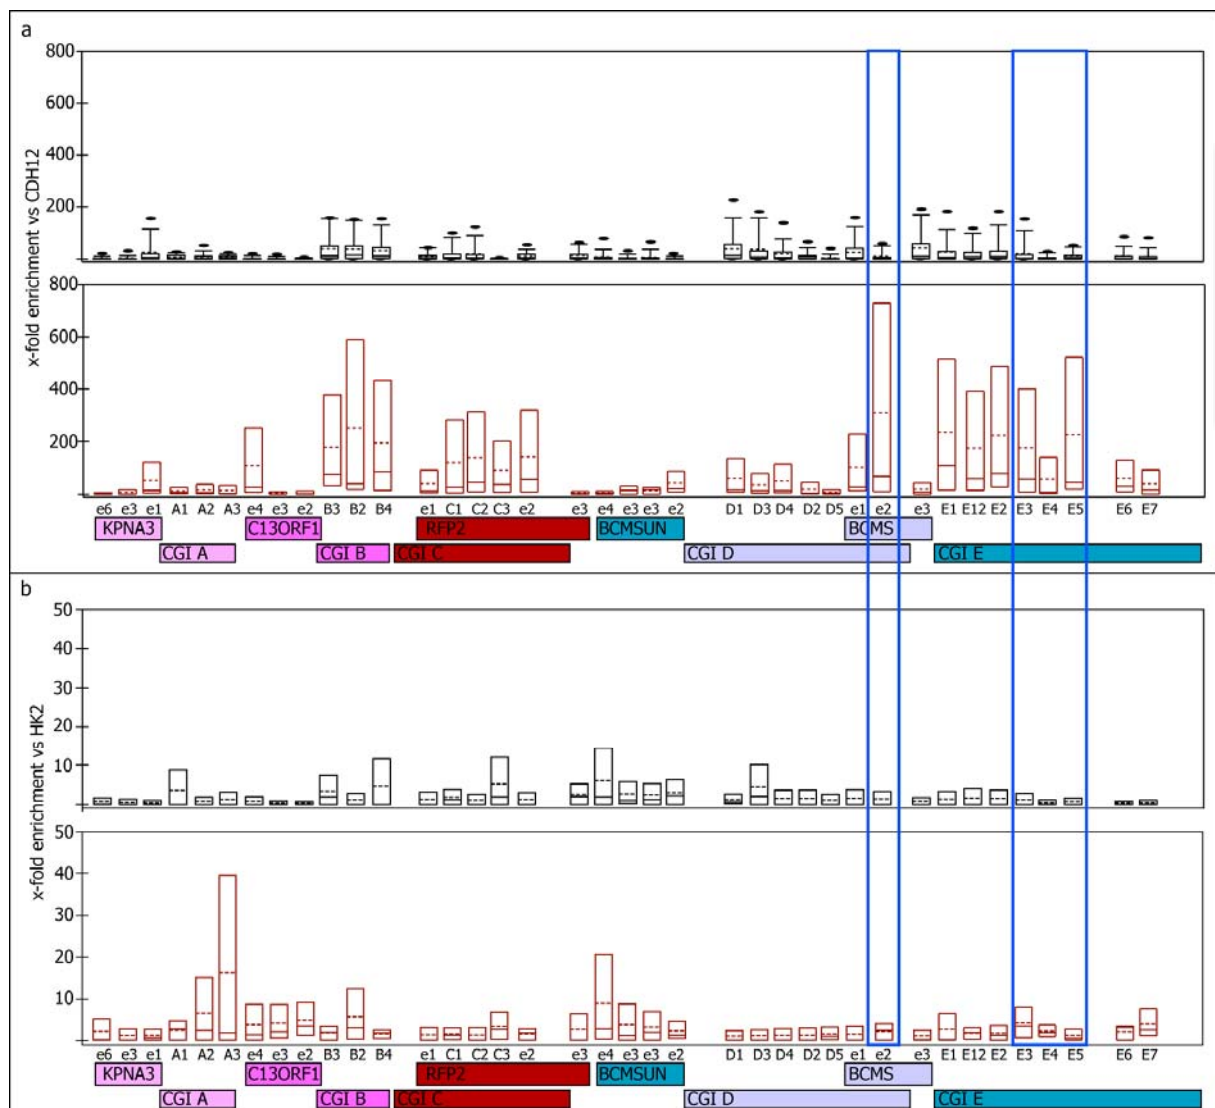 a
x-fold enrichment vs CDH12
800
600
400
200
800
600
400
200
e6 e3 e1 A1 A2 A3 e4 e3 e2 B3 B2 B4 e1 C1 C2 C3 e2 e3 e4 e3 e3 e2 D1 D3 D4 D2 D5 e1 e2 e3 E1 E12 E2 E3 E4 E5 E6 E7
KPNA3 C13ORF1 RFP2 BCMSUN BCMS
CGI A CGI B CGI C CGI D CGI E
b
x-fold enrichment vs HK2
50
40
30
20
10
50
40
30
20
10
e6 e3 e1 A1 A2 A3 e4 e3 e2 B3 B2 B4 e1 C1 C2 C3 e2 e3 e4 e3 e3 e2 D1 D3 D4 D2 D5 e1 e2 e3 E1 E12 E2 E3 E4 E5 E6 E7
KPNA3 C13ORF1 RFP2 BCMSUN BCMS
CGI A CGI B CGI C CGI D CGI E